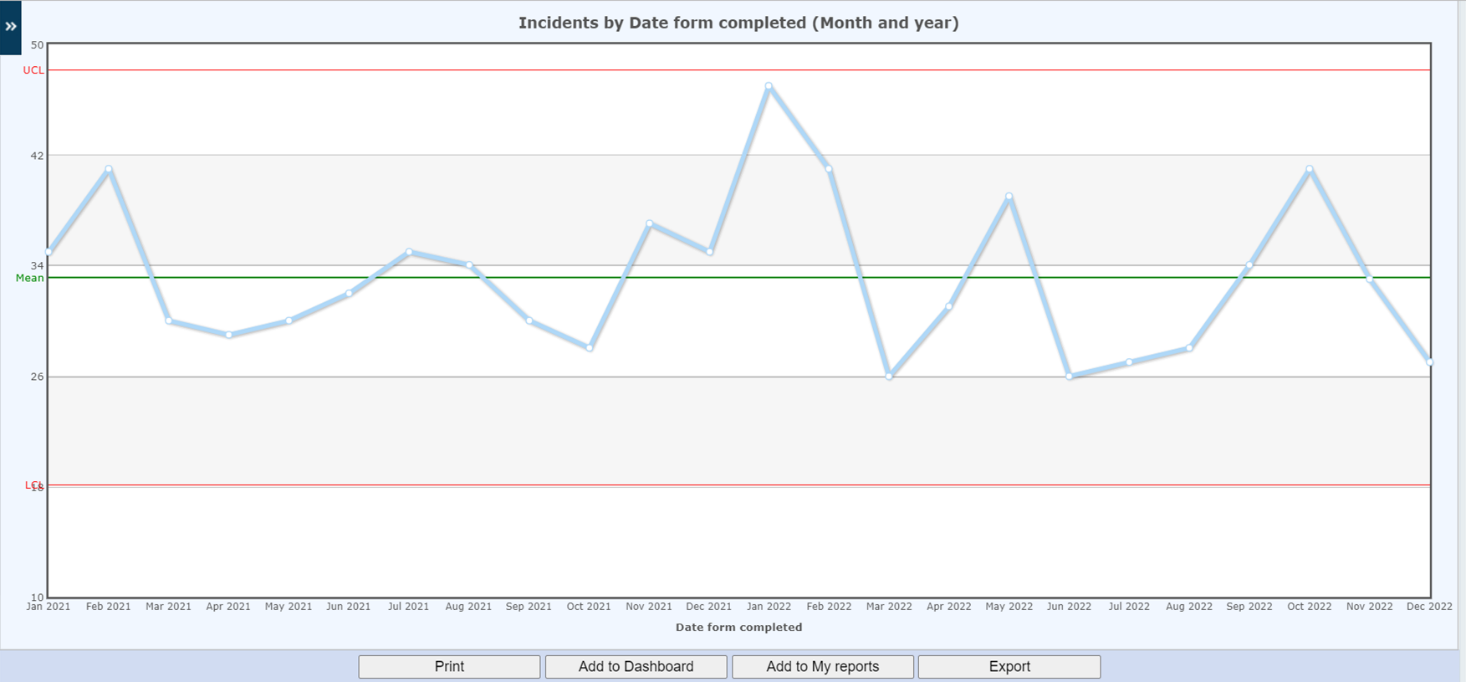 »
Incidents by Date form completed (Month and year)
50
UCL
42
34
Mean
26
LCL
18
10
Jan 2021 Feb 2021 Mar 2021 Apr 2021 May 2021 Jun 2021 Jul 2021 Aug 2021 Sep 2021 Oct 2021 Nov 2021 Dec 2021 Jan 2022 Feb 2022 Mar 2022 Apr 2022 May 2022 Jun 2022 Jul 2022 Aug 2022 Sep 2022 Oct 2022 Nov 2022 Dec 2022
Date form completed
Print Add to Dashboard Add to My reports Export